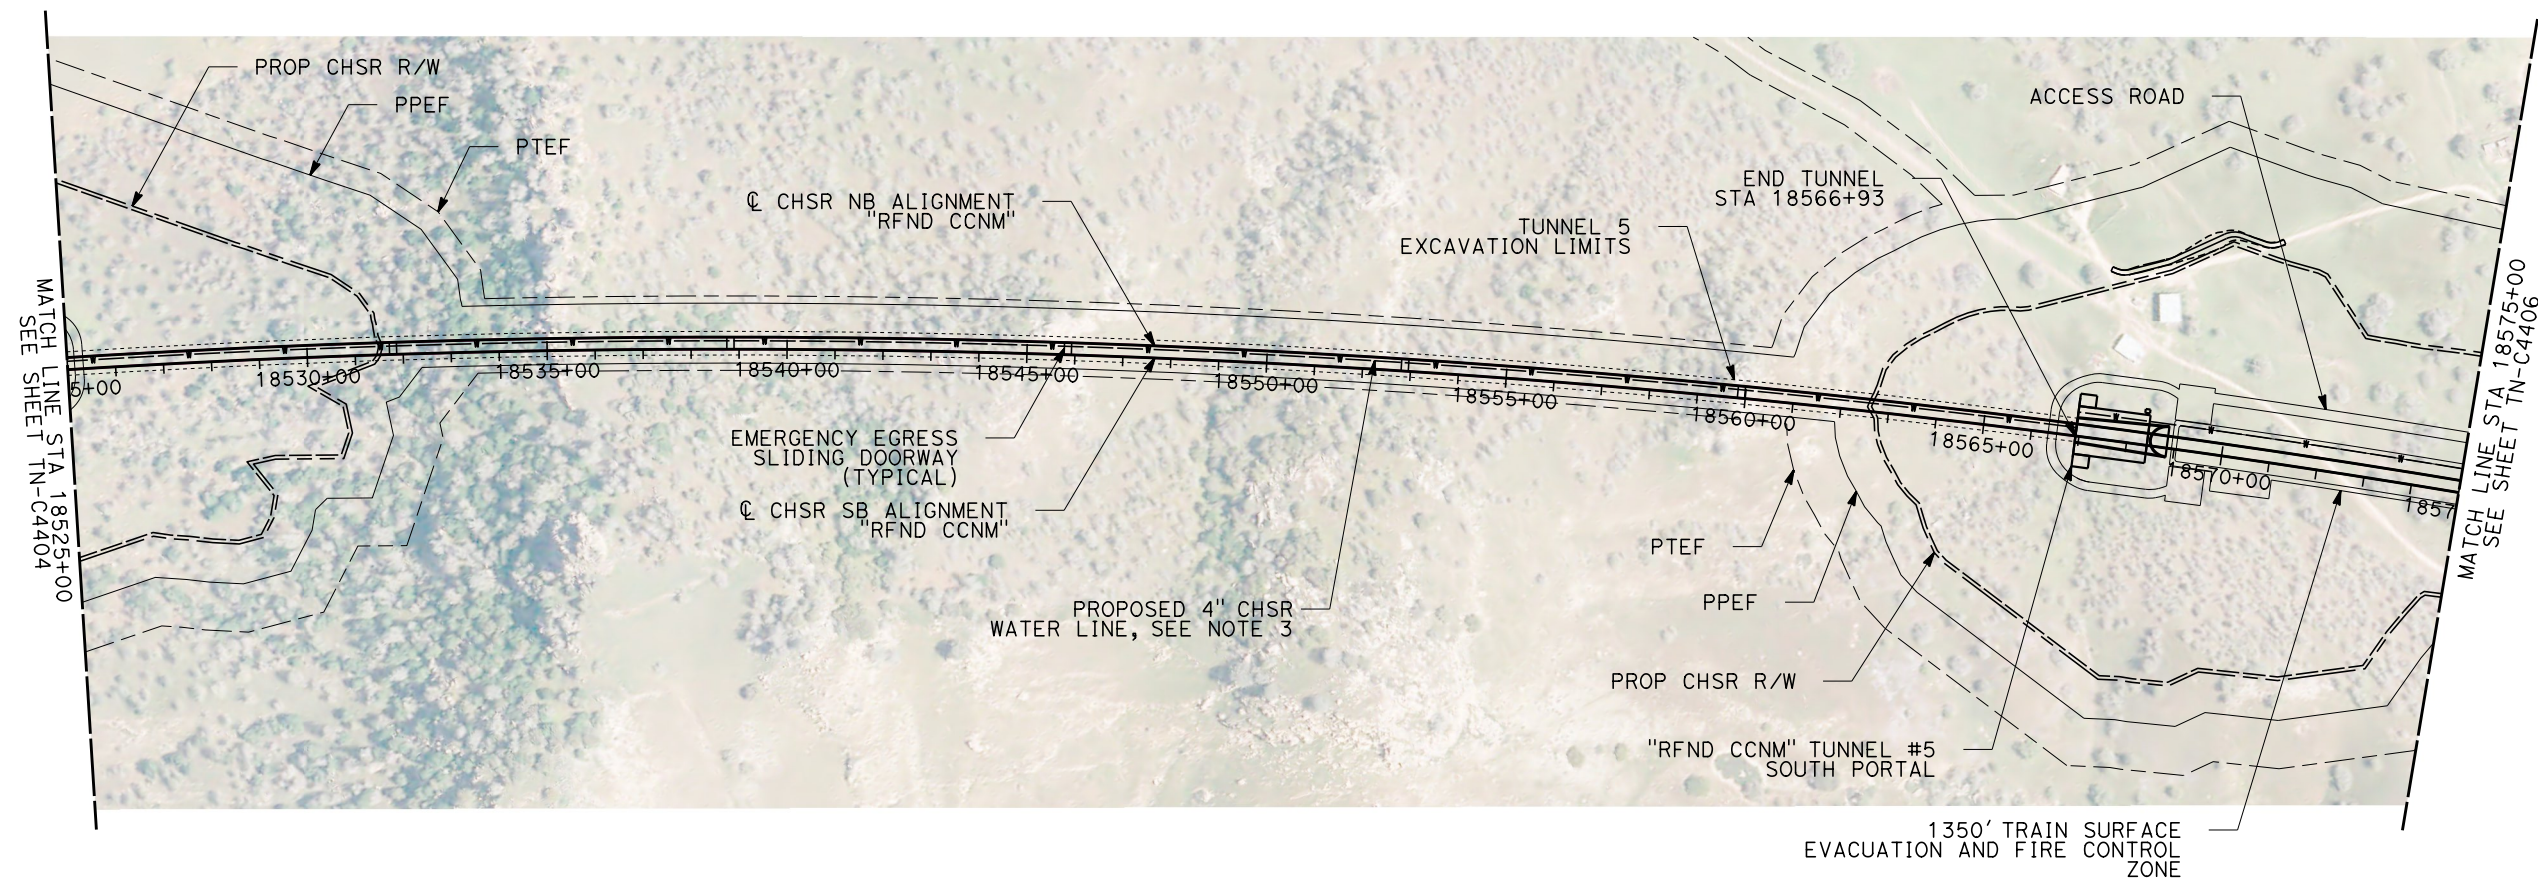 PROP CHSR R/W
PPEF
PTEF
℄ CHSR NB ALIGNMENT
"RFND CCNM"
TUNNEL 5
EXCAVATION LIMITS
END TUNNEL
STA 18566+93
ACCESS ROAD
MATCH LINE STA 18525+00
SEE SHEET TN-C4404
5+00
18530+00
18535+00
18540+00
18545+00
18550+00
18555+00
18560+00
18565+00
18570+00
1857
MATCH LINE STA 18575+00
SEE SHEET TN-C4406
EMERGENCY EGRESS
SLIDING DOORWAY
(TYPICAL)
℄ CHSR SB ALIGNMENT
"RFND CCNM"
PROPOSED 4" CHSR
WATER LINE, SEE NOTE 3
PTEF
PPEF
PROP CHSR R/W
"RFND CCNM" TUNNEL #5
SOUTH PORTAL
1350' TRAIN SURFACE
EVACUATION AND FIRE CONTROL
ZONE